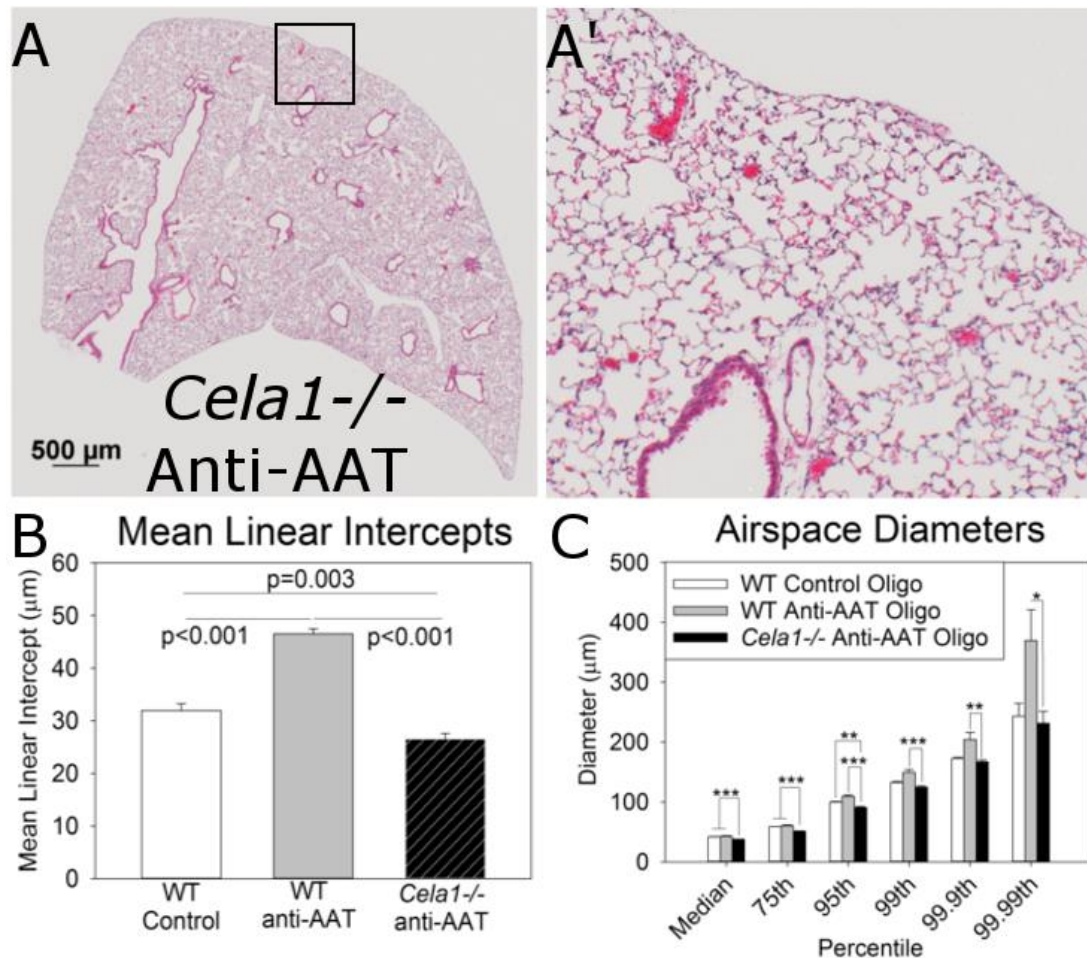 A
A'
Cela1-/-
Anti-AAT
500 µm
B
Mean Linear Intercepts
Mean Linear Intercept (µm)
60
50
40
30
20
10
0
p=0.003
p<0.001
p<0.001
WT
Control
WT
anti-AAT
Cela1-/-
anti-AAT
C
Airspace Diameters
Diameter (µm)
500
400
300
200
100
0
WT Control Oligo
WT Anti-AAT Oligo
Cela1-/- Anti-AAT Oligo
***
***
**
***
***
**
*
Median
75th
95th
99th
99.9th
99.99th
Percentile